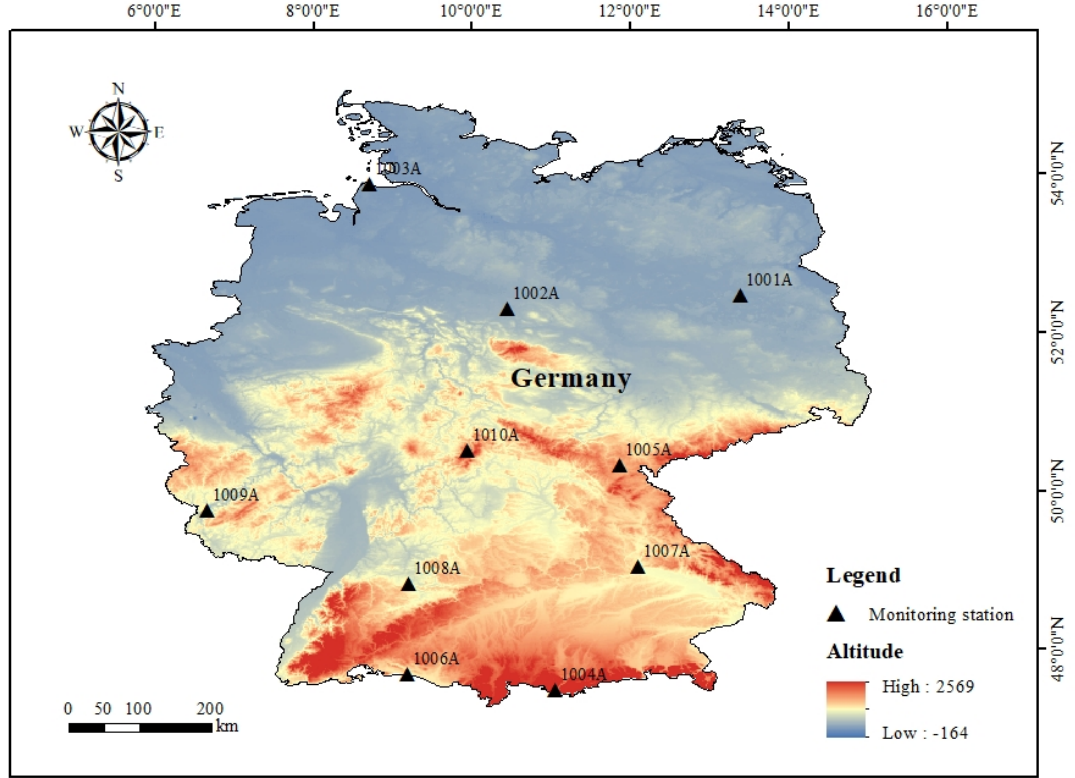 6°0'0"E 8°0'0"E 10°0'0"E 12°0'0"E 14°0'0"E 16°0'0"E
N
W E
S
54°0'0"N
1003A
1001A
1002A
52°0'0"N
Germany
1010A
1005A
1009A
50°0'0"N
1007A
1008A
Legend
Monitoring station
1006A
1004A
48°0'0"N
Altitude
High : 2569
Low : -164
0 50 100 200
km